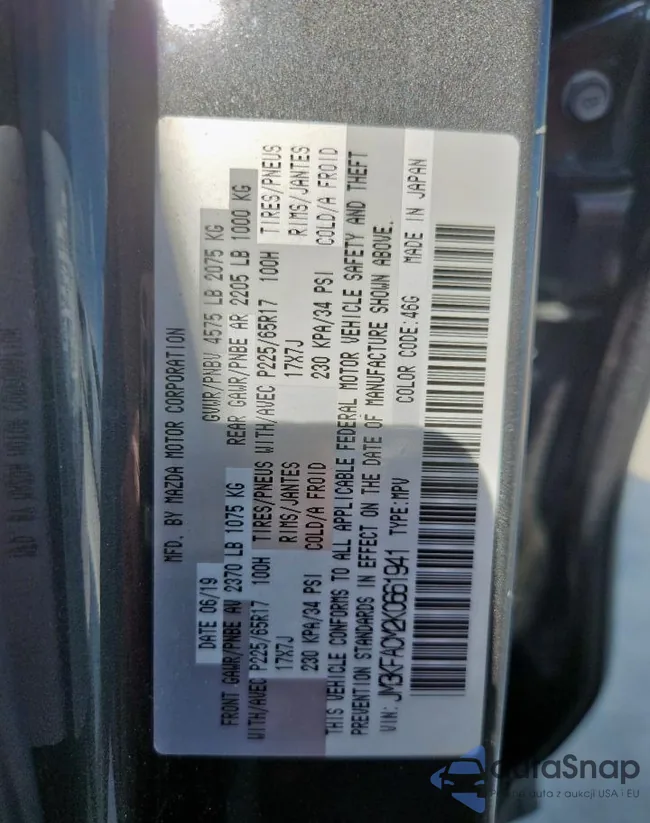 MFD. BY MAZDA MOTOR CORPORATION
DATE 06/19 GVWR/PNBV 4575 LB 2075 KG
FRONT GAWR/PNBE AV 2370 LB 1075 KG REAR GAWR/PNBE AR 2205 LB 1000 KG
WITH/AVEC P225/65R17 100H TIRES/PNEUS WITH/AVEC P225/65R17 100H TIRES/PNEUS
17X7J RIMS/JANTES 17X7J RIMS/JANTES
230 KPA/34 PSI COLD/A FROID 230 KPA/34 PSI COLD/A FROID
THIS VEHICLE CONFORMS TO ALL APPLICABLE FEDERAL MOTOR VEHICLE SAFETY AND THEFT
PREVENTION STANDARDS IN EFFECT ON THE DATE OF MANUFACTURE SHOWN ABOVE.
VIN: JM3KFACM2K0661941 TYPE:MPV COLOR CODE:46G MADE IN JAPAN
autaSnap
auta z aukcji USA i EU